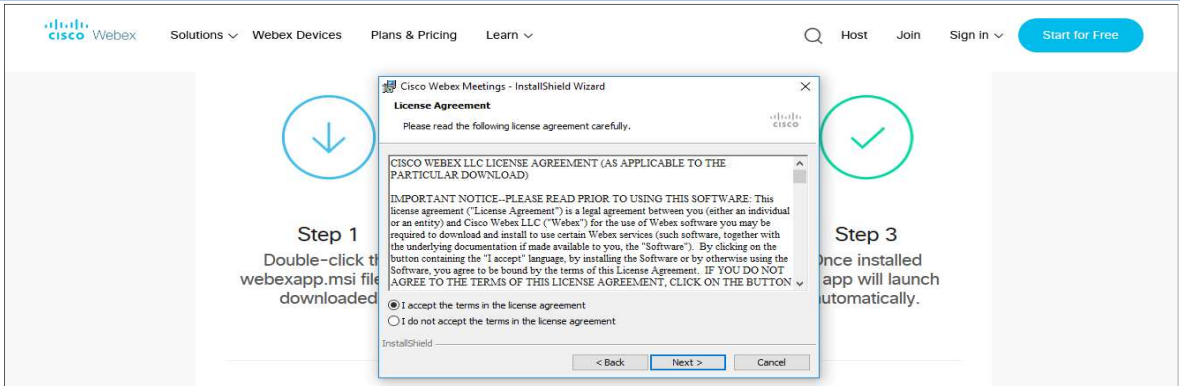 CISCO Webex
Solutions
Webex Devices
Plans & Pricing
Learn
Host
Join
Sign in
Start for Free
Cisco Webex Meetings - InstallShield Wizard
License Agreement
Please read the following license agreement carefully.
CISCO
CISCO WEBEX LLC LICENSE AGREEMENT (AS APPLICABLE TO THE
PARTICULAR DOWNLOAD)
IMPORTANT NOTICE--PLEASE READ PRIOR TO USING THIS SOFTWARE: This
license agreement ("License Agreement") is a legal agreement between you (either an individual
or an entity) and Cisco Webex LLC ("Webex") for the use of Webex software you may be
required to download and install to use certain Webex services (such software, together with
the underlying documentation if made available to you, the "Software"). By clicking on the
button containing the "I accept" language, by installing the Software or by otherwise using the
Software, you agree to be bound by the terms of this License Agreement. IF YOU DO NOT
AGREE TO THE TERMS OF THIS LICENSE AGREEMENT, CLICK ON THE BUTTON
I accept the terms in the license agreement
I do not accept the terms in the license agreement
InstallShield
< Back
Next >
Cancel
Step 1
Double-click th
webexapp.msi file
downloaded
Step 3
Once installed
app will launch
utomatically.